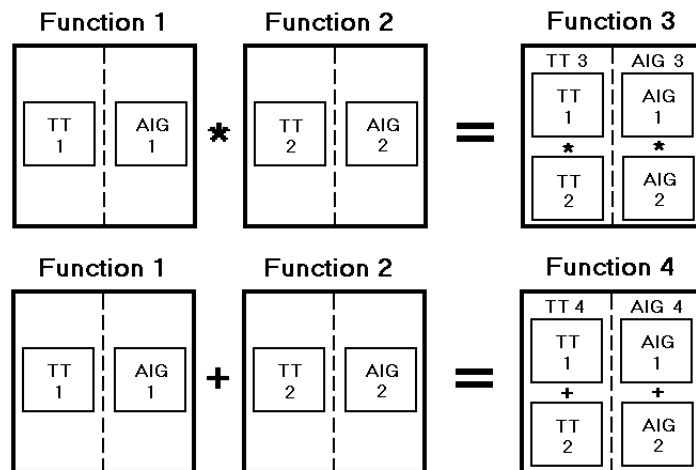 Function 1 Function 2 Function 3
TT 3 AIG 3
TT AIG * TT AIG = TT AIG
1 1 2 2 1 1
* *
TT AIG
2 2
Function 1 Function 2 Function 4
TT 4 AIG 4
TT AIG + TT AIG = TT AIG
1 1 2 2 1 1
+ +
TT AIG
2 2